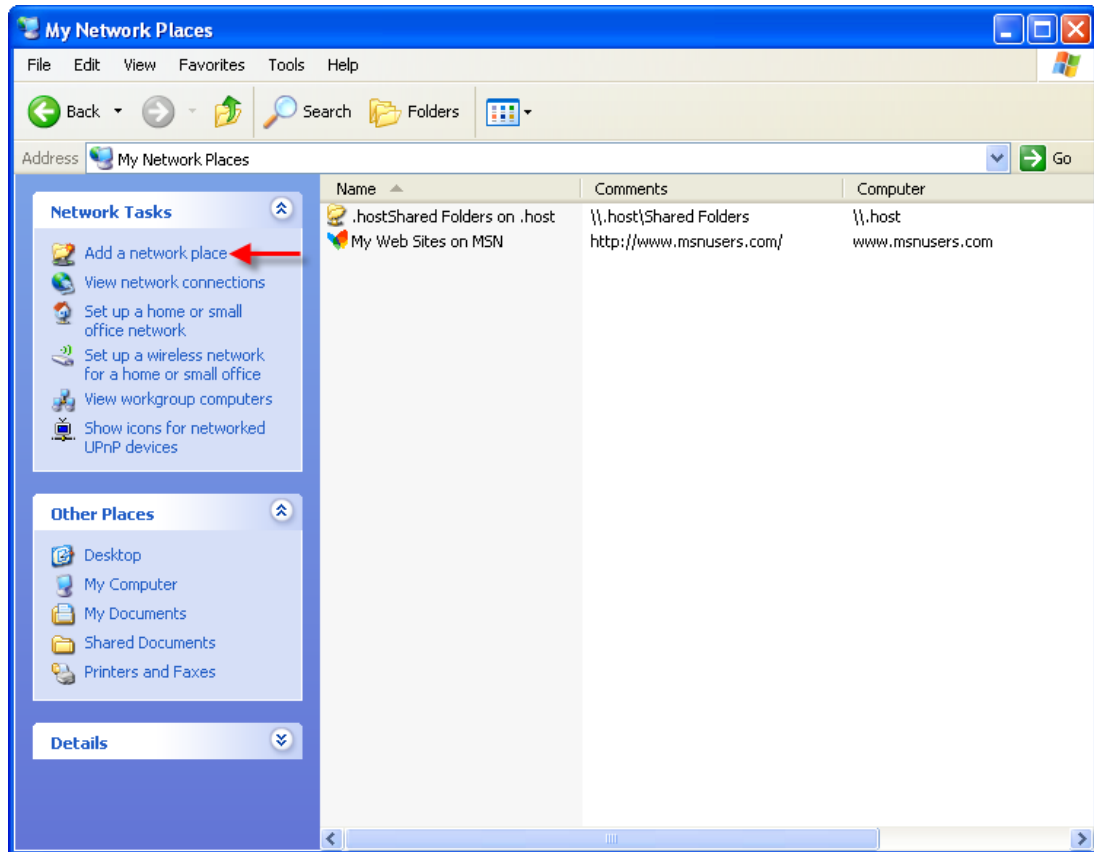 My Network Places
File Edit View Favorites Tools Help
Back Search Folders
Address My Network Places Go
Name Comments Computer
.hostShared Folders on .host \\.host\Shared Folders \\.host
My Web Sites on MSN http://www.msnusers.com/ www.msnusers.com
Network Tasks
Add a network place
View network connections
Set up a home or small
office network
Set up a wireless network
for a home or small office
View workgroup computers
Show icons for networked
UPnP devices
Other Places
Desktop
My Computer
My Documents
Shared Documents
Printers and Faxes
Details